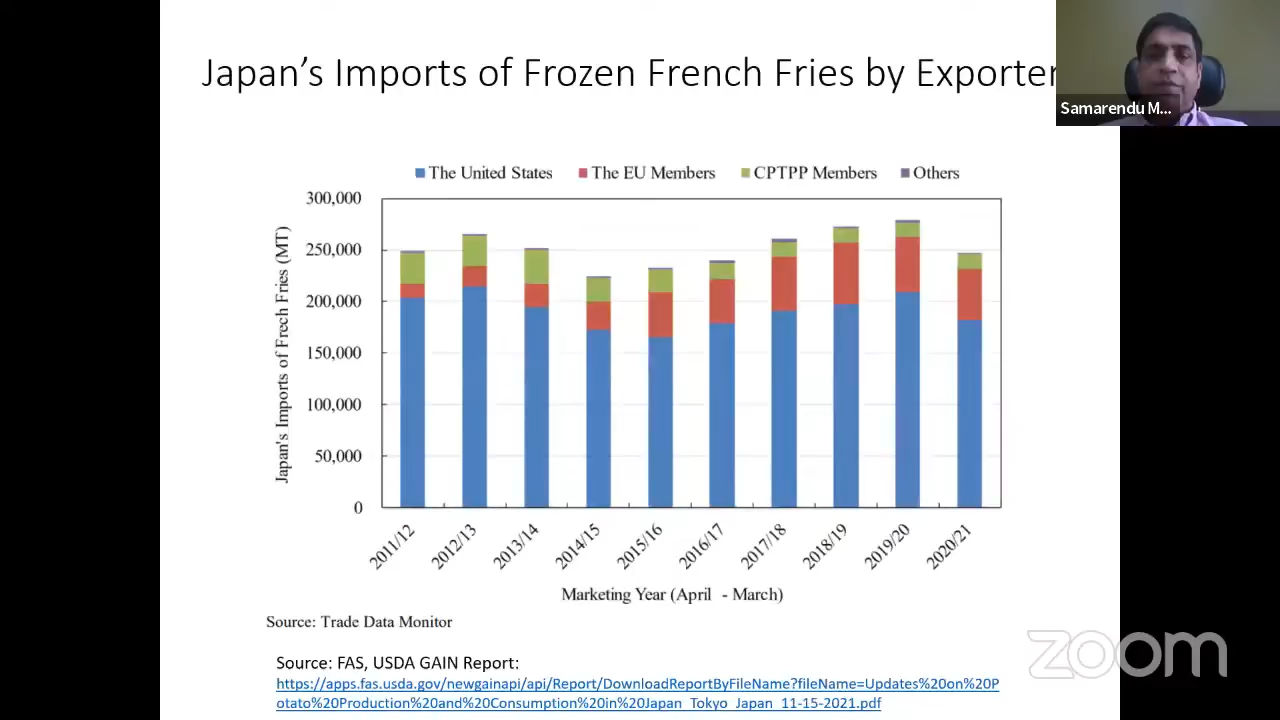 Japan's Imports of Frozen French Fries by Exporter
Samarendu M...
The United States The EU Members CPTPP Members Others
Japan's Imports of Frech Fries (MT)
300,000
250,000
200,000
150,000
100,000
50,000
0
2011/12 2012/13 2013/14 2014/15 2015/16 2016/17 2017/18 2018/19 2019/20 2020/21
Marketing Year (April - March)
Source: Trade Data Monitor
Source: FAS, USDA GAIN Report:
https://apps.fas.usda.gov/newgainapi/api/Report/DownloadReportByFileName?fileName=Updates%20on%20P
otato%20Production%20and%20Consumption%20in%20Japan_Tokyo_Japan_11-15-2021.pdf
zoom